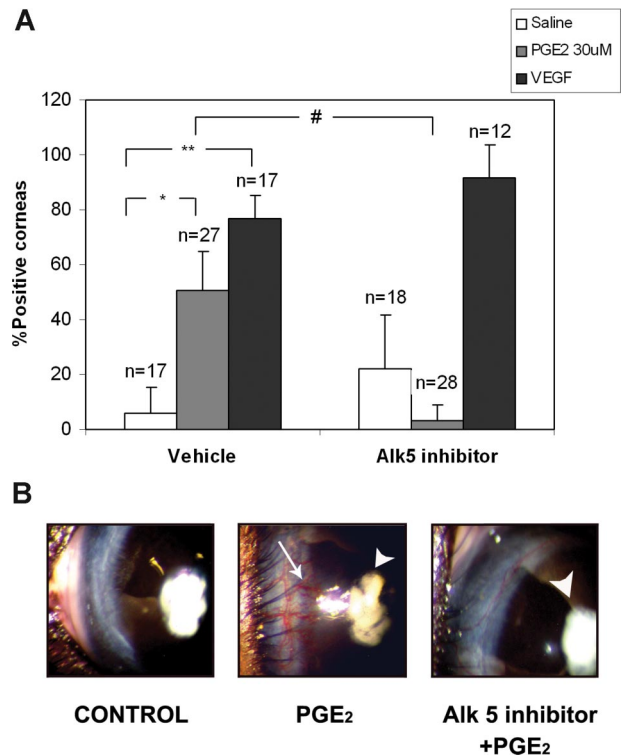 A
Saline
PGE2 30uM
VEGF
120
100
80
60
40
20
0
%Positive corneas
#
**
*
n=17
n=27
n=17
n=18
n=28
n=12
Vehicle
Alk5 inhibitor
B
CONTROL
PGE₂
Alk 5 inhibitor
+PGE₂